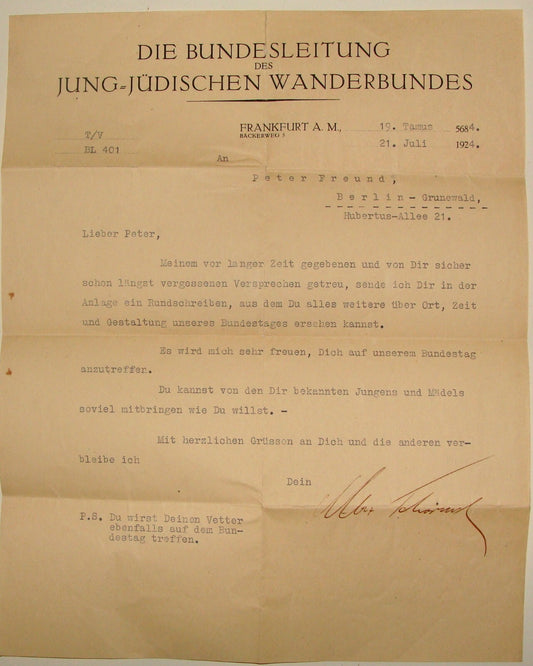 DIE BUNDESLEITUNG
DES
JUNG-JÜDISCHEN WANDERBUNDES
FRANKFURT A. M., 19. Tamus 5684.
BÄCKERWEG 5
21. Juli 1924.
T/V
BL 401
An
Peter Freund,
Berlin - Grunewald,
Hubertus-Allee 21.
Lieber Peter,
Meinem vor langer Zeit gegebenen und von Dir sicher
schon längst vergessenen Versprechen getreu, sende ich Dir in der
Anlage ein Rundschreiben, aus dem Du alles weitere über Ort, Zeit
und Gestaltung unseres Bundestages ersehen kannst.
Es wird mich sehr freuen, Dich auf unserem Bundestag
anzutreffen.
Du kannst von den Dir bekannten Jungens und Mädels
soviel mitbringen wie Du willst. -
Mit herzlichen Grüssen an Dich und die anderen ver-
bleibe ich
Dein
P.S. Du wirst Deinen Vetter
ebenfalls auf dem Bun-
destag treffen.